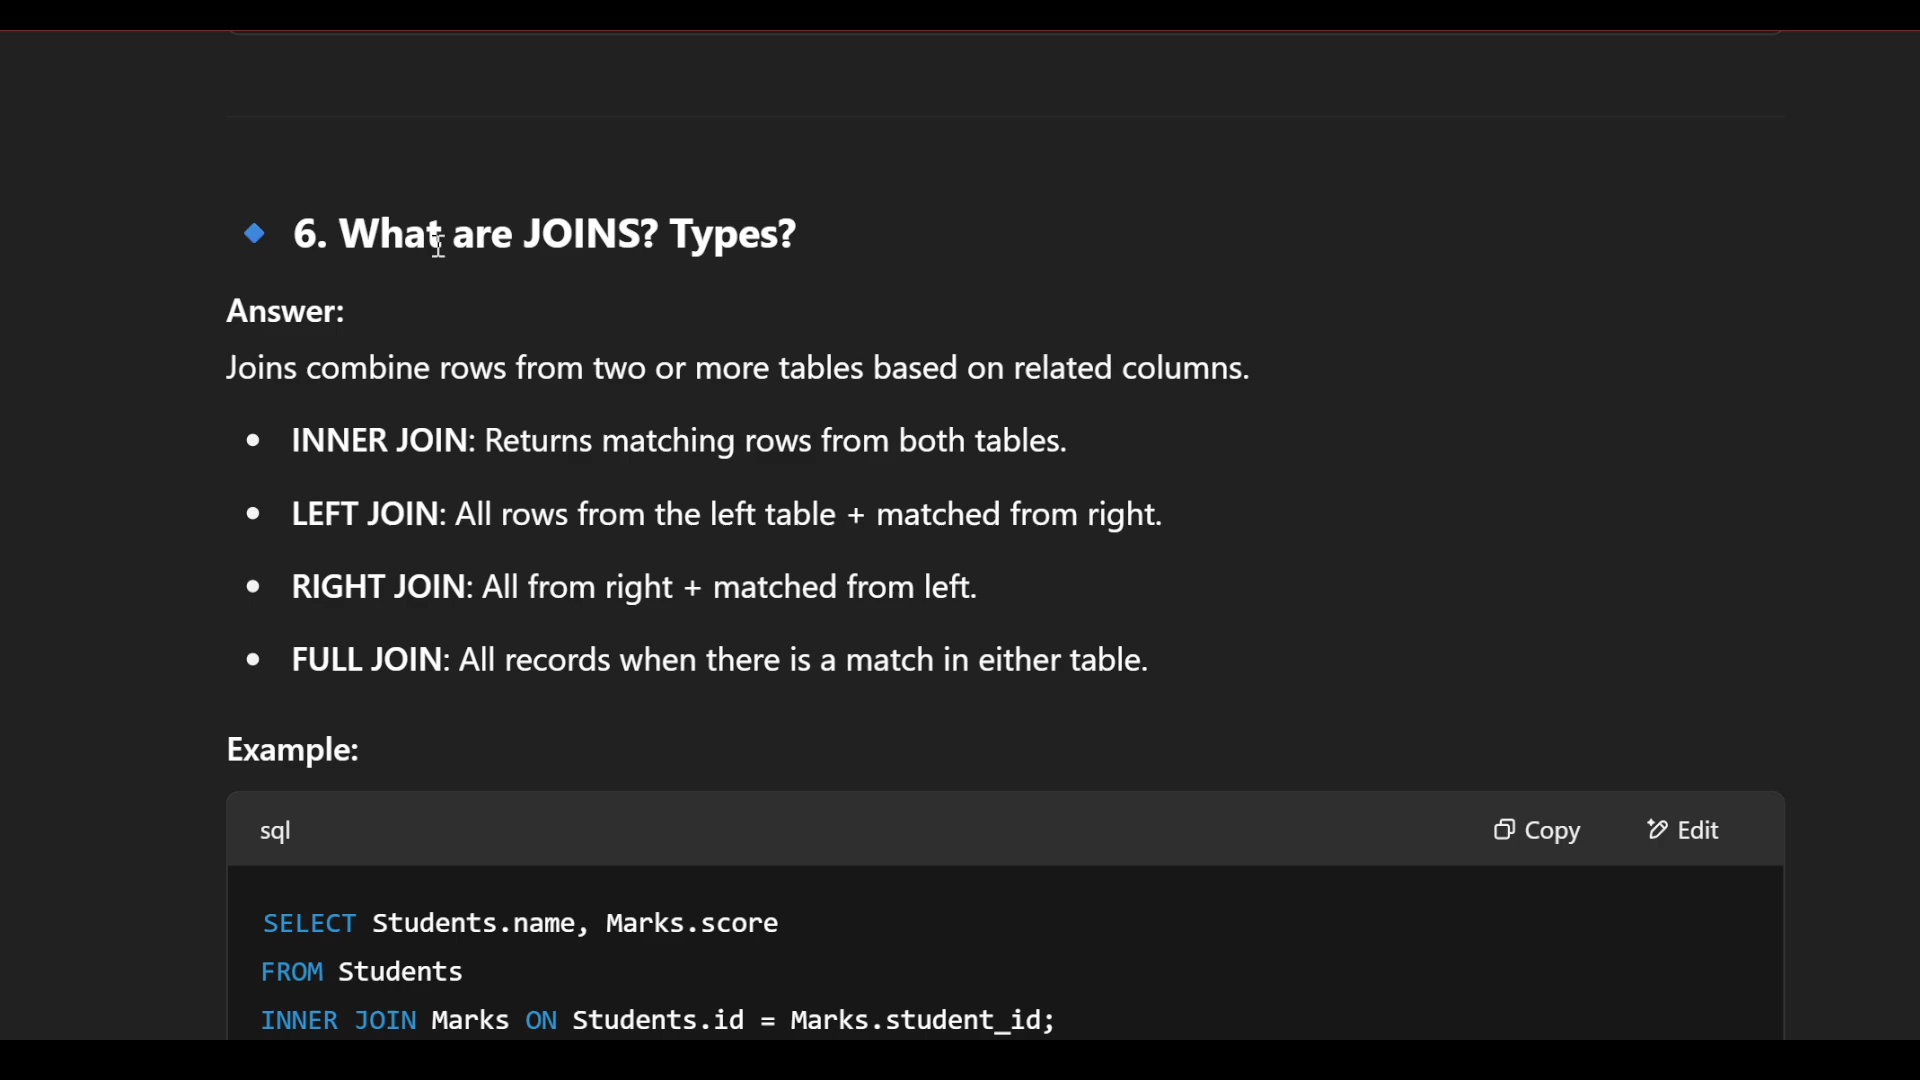 6. What are JOINS? Types?
Answer:
Joins combine rows from two or more tables based on related columns.
INNER JOIN: Returns matching rows from both tables.
LEFT JOIN: All rows from the left table + matched from right.
RIGHT JOIN: All from right + matched from left.
FULL JOIN: All records when there is a match in either table.
Example:
sql Copy Edit
SELECT Students.name, Marks.score
FROM Students
INNER JOIN Marks ON Students.id = Marks.student_id;